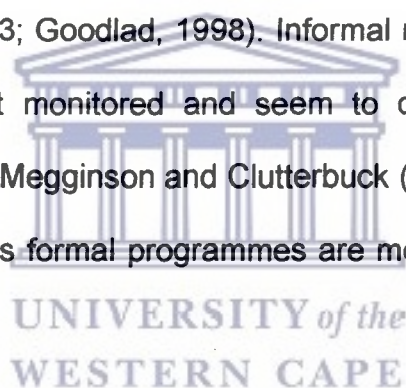 3; Goodlad, 1998). Informal
t monitored and seem to
Megginson and Clutterbuck (
s formal programmes are
UNIVERSITY of the
WESTERN CAPE